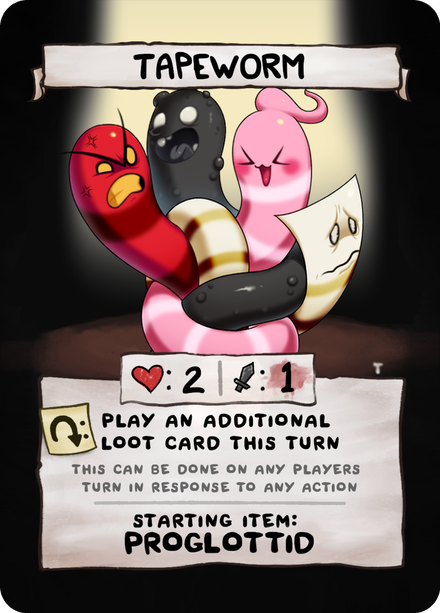 TAPEWORM
T
: 2 | : 1
: PLAY AN ADDITIONAL
LOOT CARD THIS TURN
THIS CAN BE DONE ON ANY PLAYERS
TURN IN RESPONSE TO ANY ACTION
STARTING ITEM:
PROGLOTTID